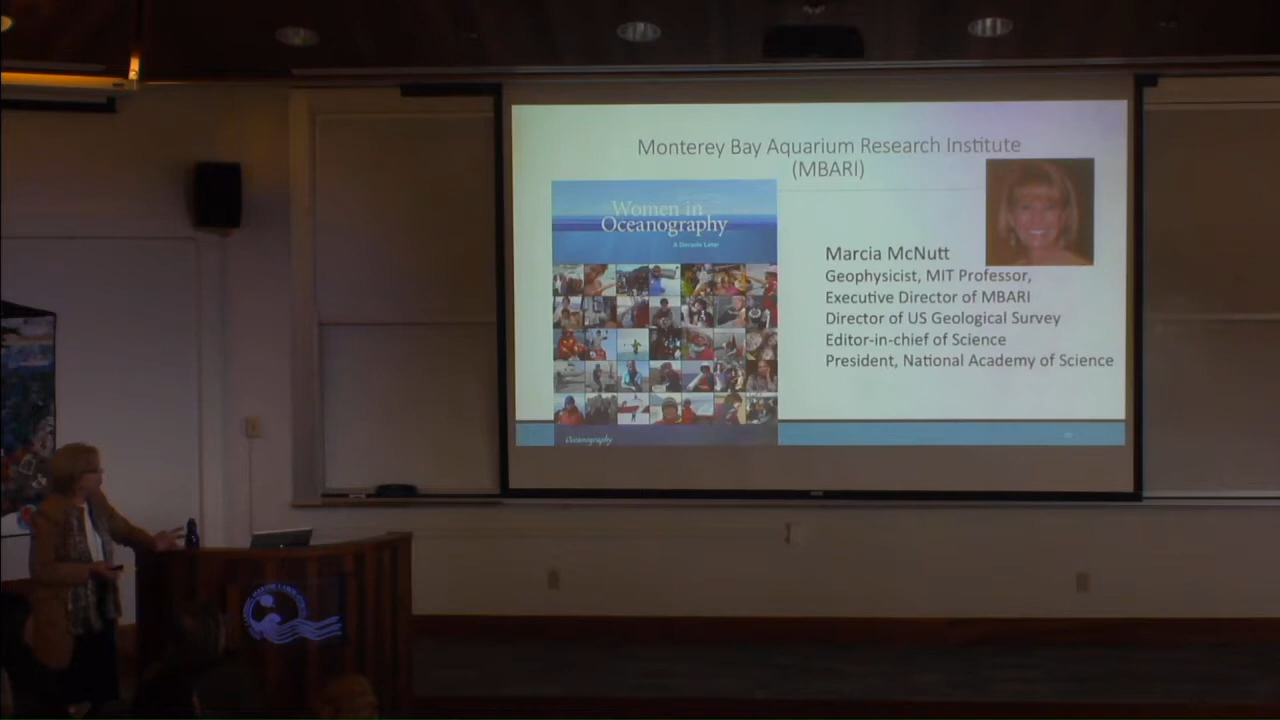 Monterey Bay Aquarium Research Institute
(MBARI)
Women in
Oceanography
A Decade Later
Marcia McNutt
Geophysicist, MIT Professor,
Executive Director of MBARI
Director of US Geological Survey
Editor-in-chief of Science
President, National Academy of Science
Oceanography